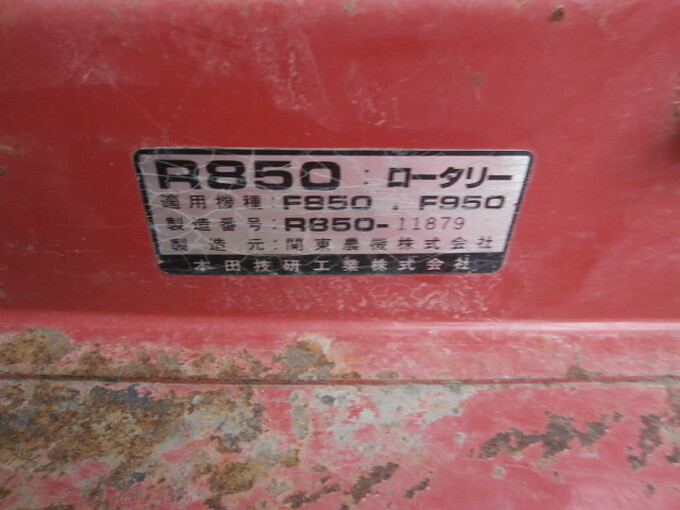 R850 : ロータリー
適用機種 : F850 . F950
製造番号 : R850-11879
製造元 : 関東農機株式会社
本田技研工業株式会社